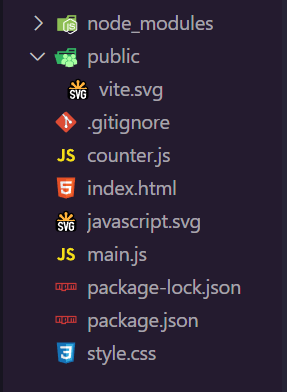 node_modules
public
vite.svg
.gitignore
JS counter.js
index.html
javascript.svg
JS main.js
package-lock.json
package.json
style.css